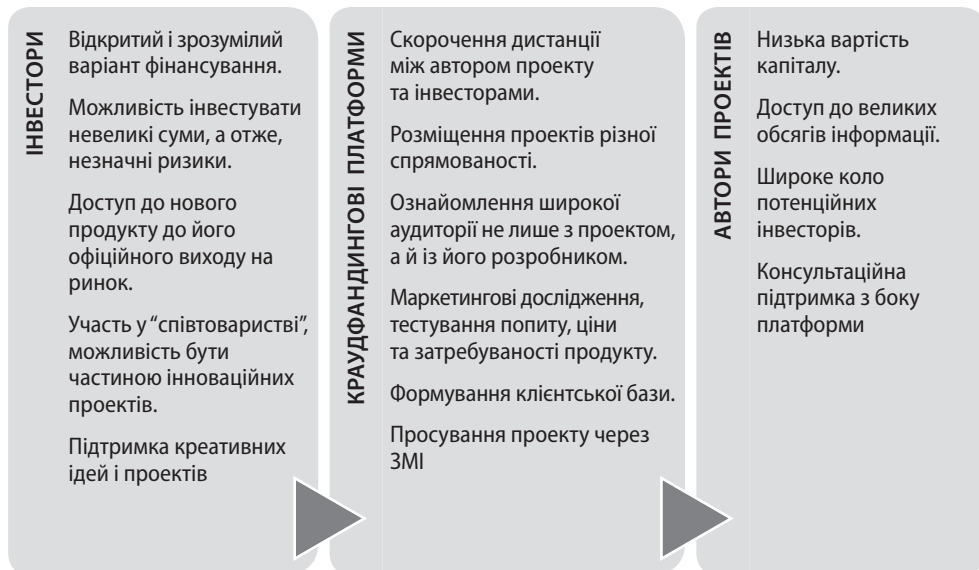 ІНВЕСТОРИ
Відкритий і зрозумілий
варіант фінансування.
Можливість інвестувати
невеликі суми, а отже,
незначні ризики.
Доступ до нового
продукту до його
офіційного виходу на
ринок.
Участь у “співтоваристві”,
можливість бути
частиною інноваційних
проектів.
Підтримка креативних
ідей і проектів
КРАУДФАНДИНГОВІ ПЛАТФОРМИ
Скорочення дистанції
між автором проекту
та інвесторами.
Розміщення проектів різної
спрямованості.
Ознайомлення широкої
аудиторії не лише з проектом,
а й із його розробником.
Маркетингові дослідження,
тестування попиту, ціни
та затребуваності продукту.
Формування клієнтської бази.
Просування проекту через
ЗМІ
АВТОРИ ПРОЕКТІВ
Низька вартість
капіталу.
Доступ до великих
обсягів інформації.
Широке коло
потенційних
інвесторів.
Консультаційна
підтримка з боку
платформи